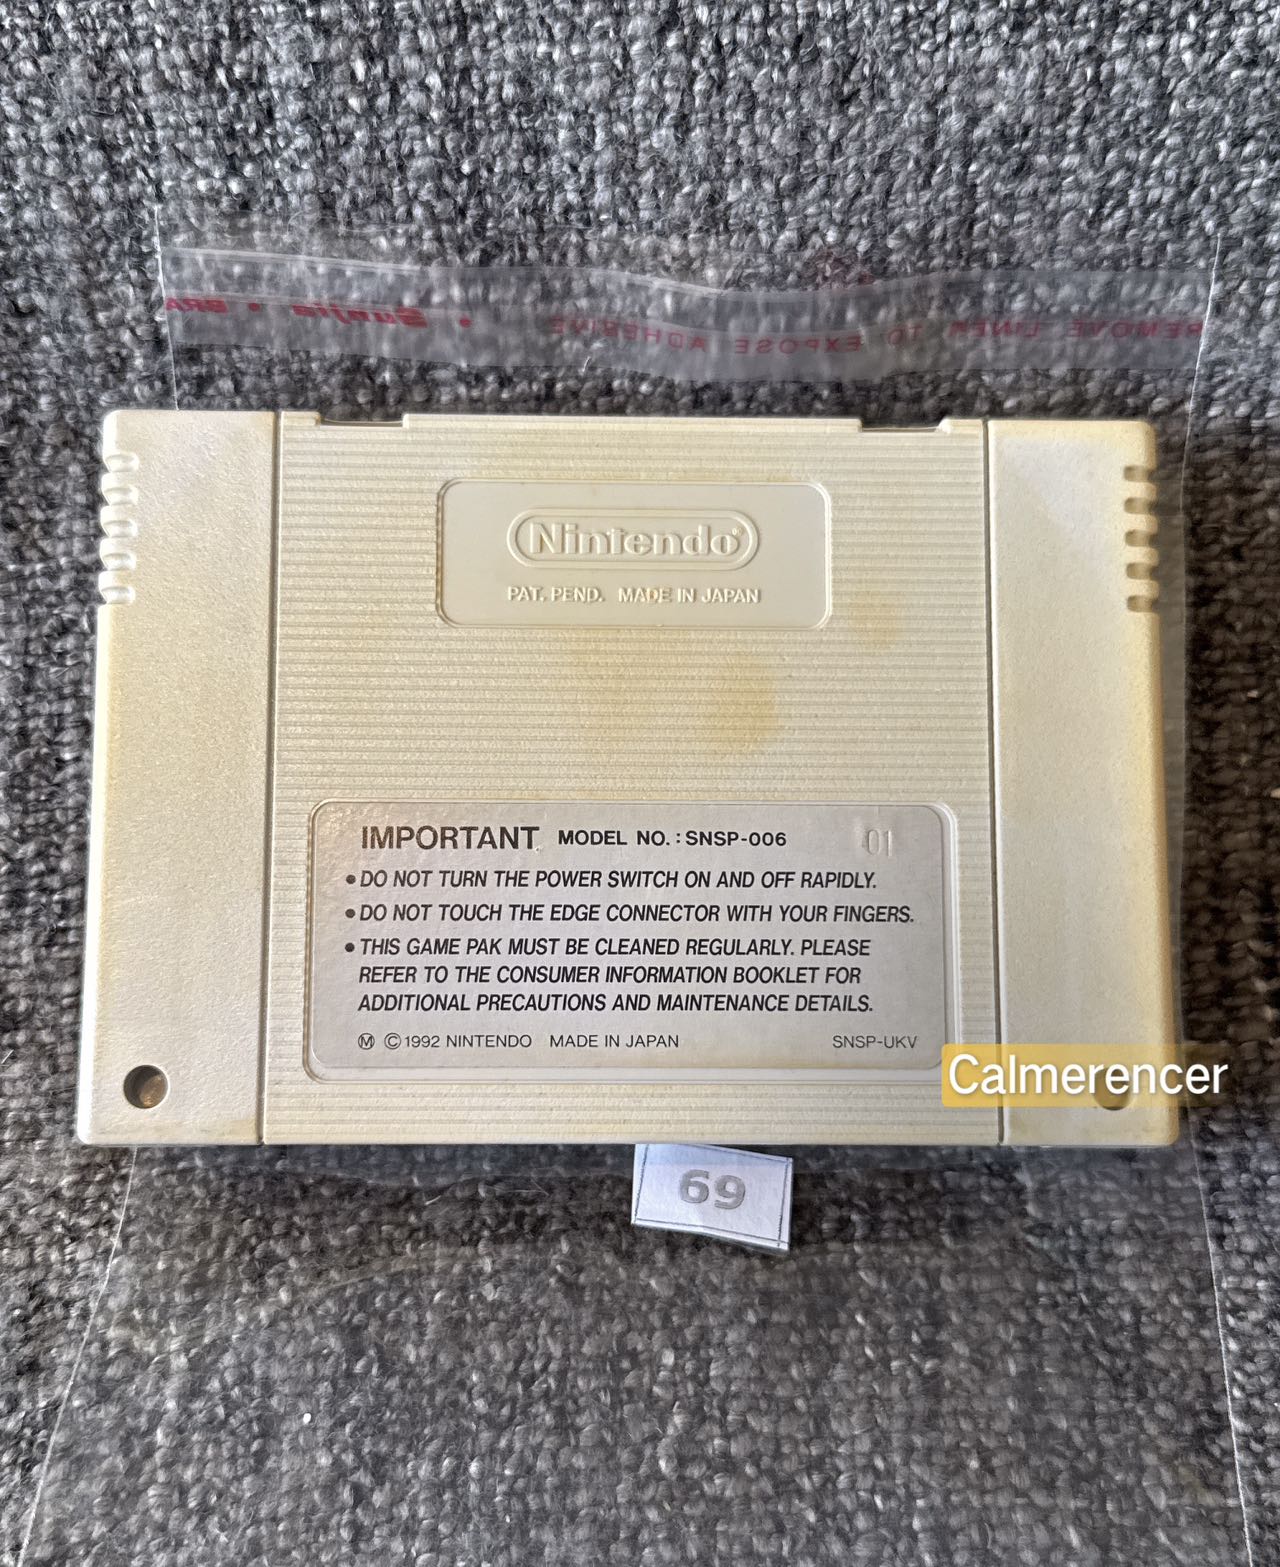 REMOVE LINER TO EXPOSE ADHESIVE • Sunjia • BRA
Nintendo®
PAT. PEND. MADE IN JAPAN
IMPORTANT MODEL NO.: SNSP-006 01
• DO NOT TURN THE POWER SWITCH ON AND OFF RAPIDLY.
• DO NOT TOUCH THE EDGE CONNECTOR WITH YOUR FINGERS.
• THIS GAME PAK MUST BE CLEANED REGULARLY. PLEASE
REFER TO THE CONSUMER INFORMATION BOOKLET FOR
ADDITIONAL PRECAUTIONS AND MAINTENANCE DETAILS.
Ⓜ ©1992 NINTENDO MADE IN JAPAN SNSP-UKV
Calmerencer
69